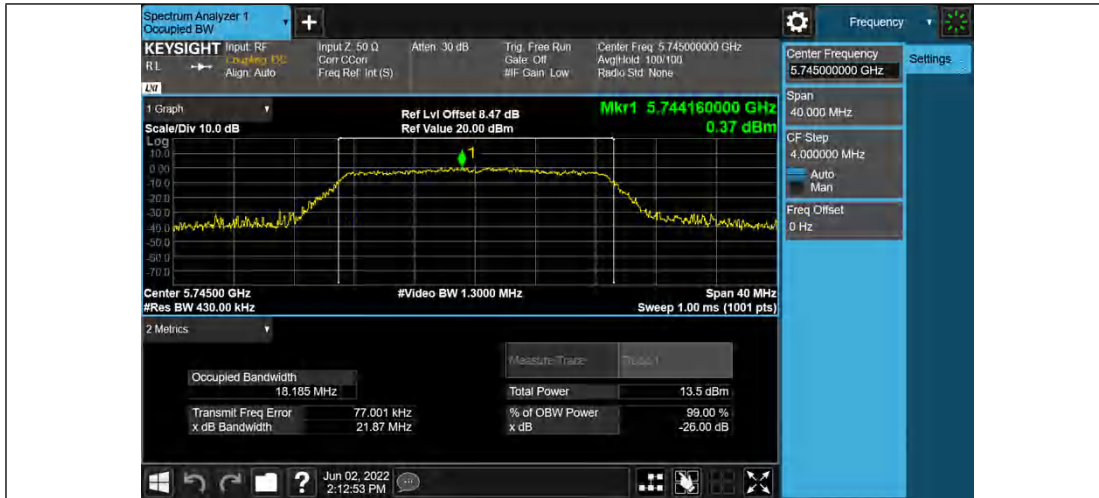 Spectrum Analyzer 1
Occupied BW
+
Frequency
KEYSIGHT
RL
LXI
Input: RF
Coupling: DC
Align: Auto
Input Z: 50 Ω
Corr CCorr
Freq Ref: Int (S)
Atten: 30 dB
Trig: Free Run
Gate: Off
#IF Gain: Low
Center Freq: 5.745000000 GHz
Avg|Hold: 100/100
Radio Std: None
Center Frequency
5.745000000 GHz
Settings
Span
40.000 MHz
CF Step
4.000000 MHz
Auto
Man
Freq Offset
0 Hz
1 Graph
Scale/Div 10.0 dB
Ref Lvl Offset 8.47 dB
Ref Value 20.00 dBm
Mkr1 5.744160000 GHz
0.37 dBm
Log
10.0
0.00
-10.0
-20.0
-30.0
-40.0
-50.0
-60.0
-70.0
1
Center 5.74500 GHz
#Res BW 430.00 kHz
#Video BW 1.3000 MHz
Span 40 MHz
Sweep 1.00 ms (1001 pts)
2 Metrics
Measure Trace
Trace 1
Occupied Bandwidth
18.185 MHz
Total Power 13.5 dBm
Transmit Freq Error 77.001 kHz
% of OBW Power 99.00 %
x dB Bandwidth 21.87 MHz
x dB -26.00 dB
?
Jun 02, 2022
2:12:53 PM